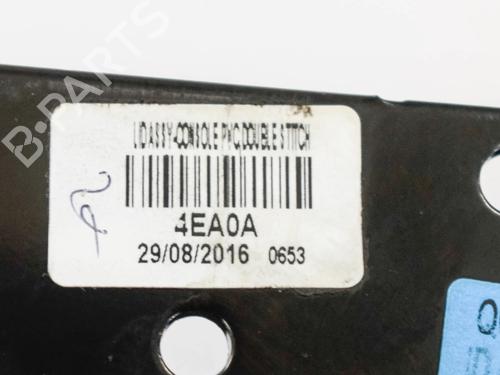 B-PARTS
LID ASSY-CONSOLE PVC,DOUBLE STITCH
4EA0A
29/08/2016 0653